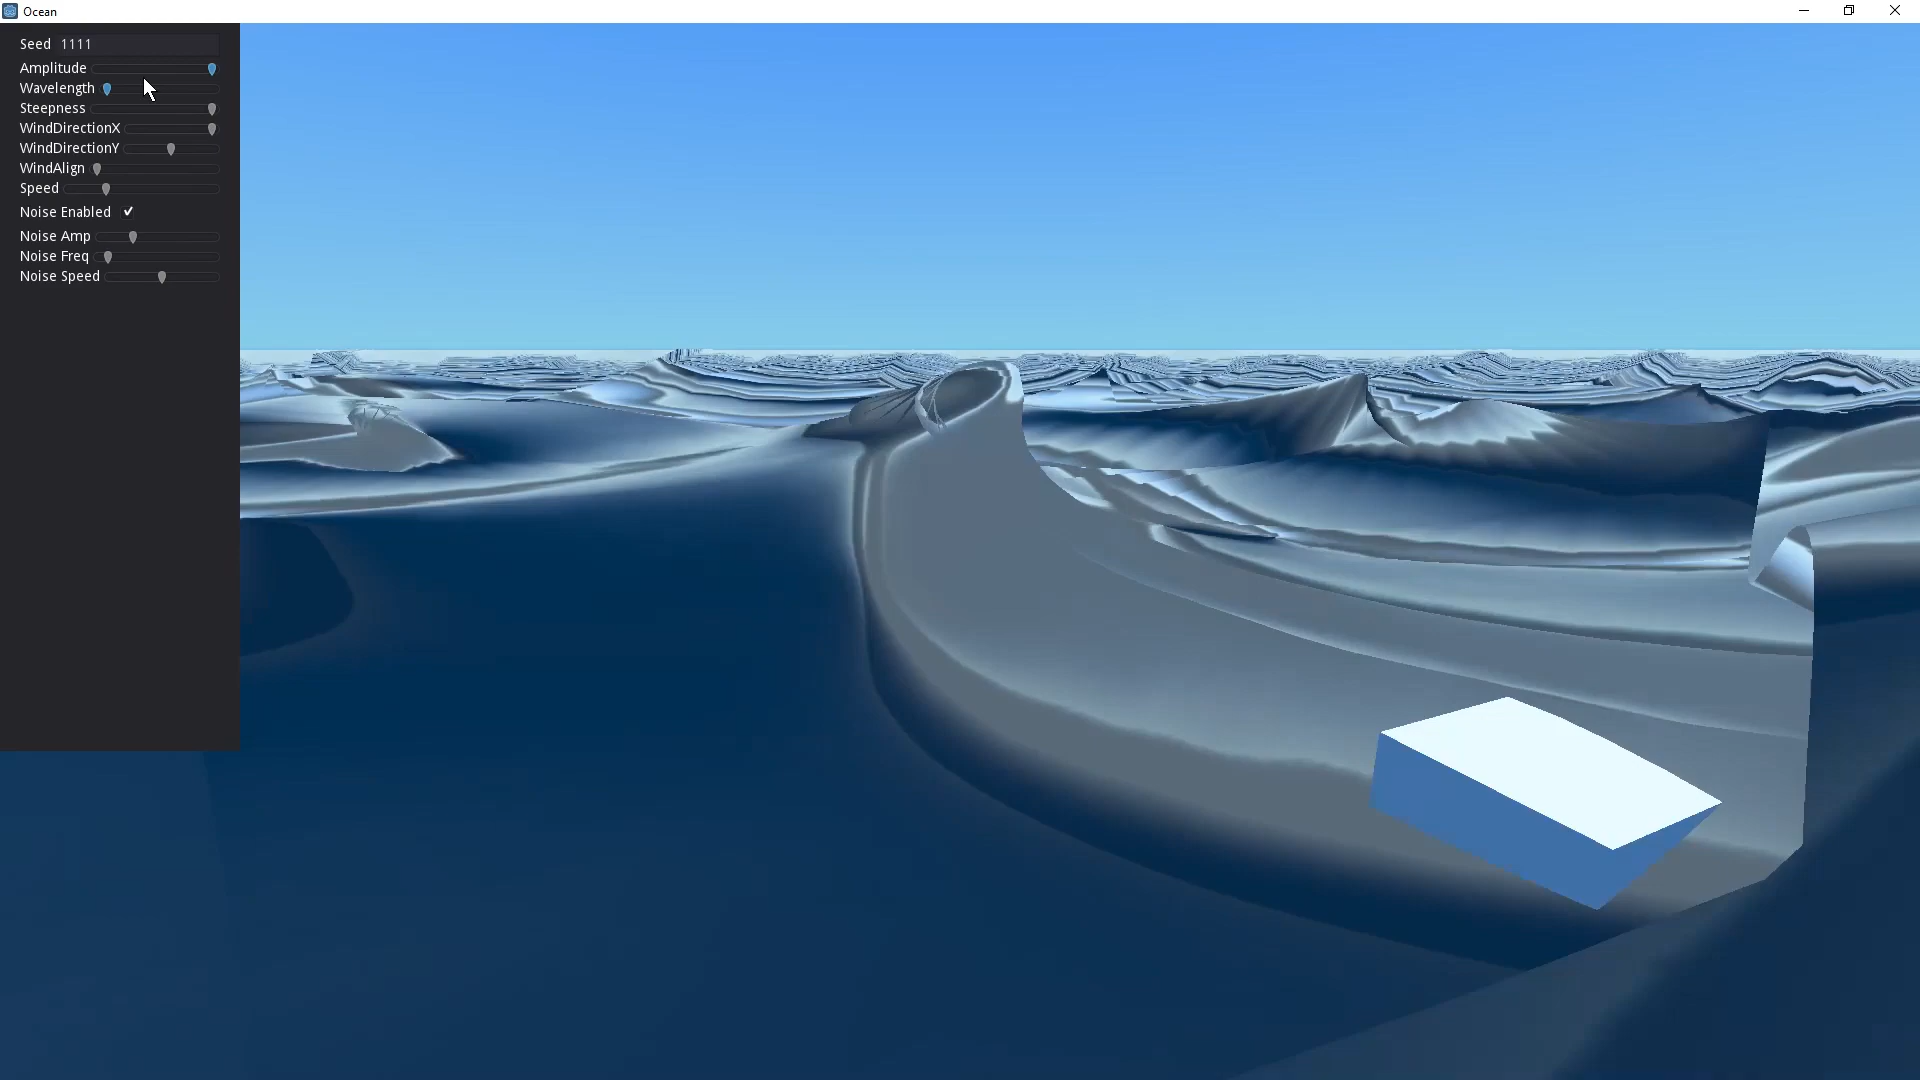 Ocean
Seed 1111
Amplitude
Wavelength
Steepness
WindDirectionX
WindDirectionY
WindAlign
Speed
Noise Enabled
Noise Amp
Noise Freq
Noise Speed